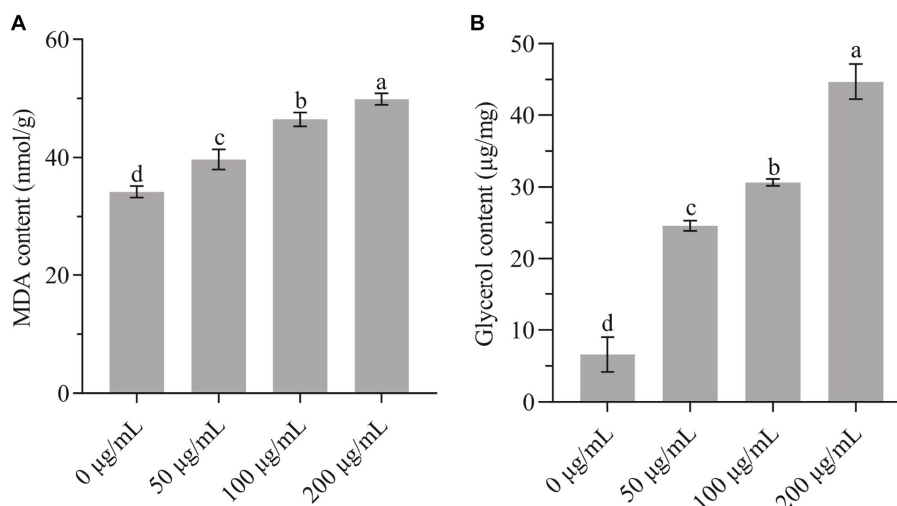 A
MDA content (nmol/g)
60
40
20
0
d
c
b
a
0 µg/mL
50 µg/mL
100 µg/mL
200 µg/mL
B
Glycerol content (µg/mg)
50
40
30
20
10
0
d
c
b
a
0 µg/mL
50 µg/mL
100 µg/mL
200 µg/mL